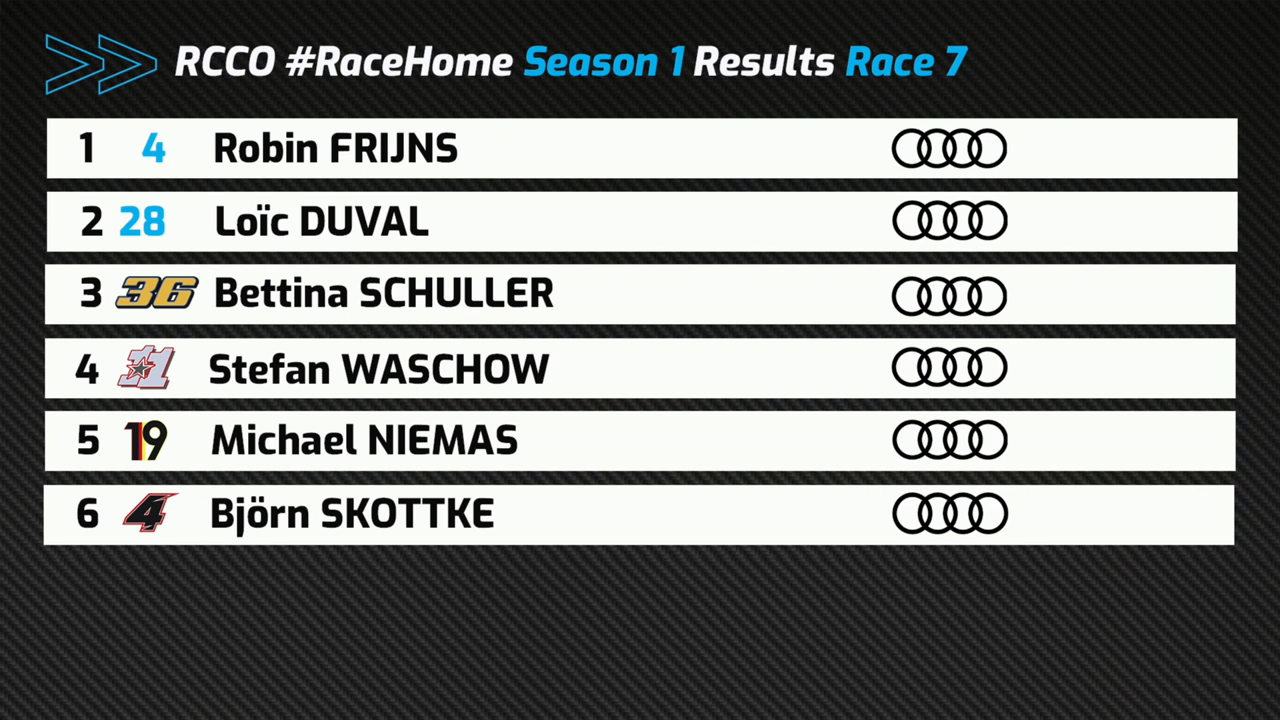 RCCO #RaceHome Season 1 Results Race 7
1 4 Robin FRIJNS
2 28 Loïc DUVAL
3 36 Bettina SCHULLER
4 11 Stefan WASCHOW
5 19 Michael NIEMAS
6 4 Björn SKOTTKE